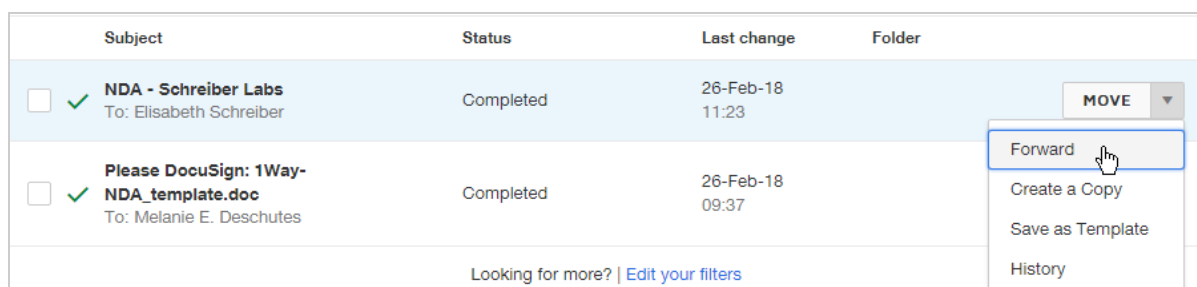 Subject Status Last change Folder
NDA - Schreiber Labs
To: Elisabeth Schreiber
Completed
26-Feb-18
11:23
MOVE
Forward
Create a Copy
Save as Template
History
Please DocuSign: 1Way-
NDA_template.doc
To: Melanie E. Deschutes
Completed
26-Feb-18
09:37
Looking for more? | Edit your filters